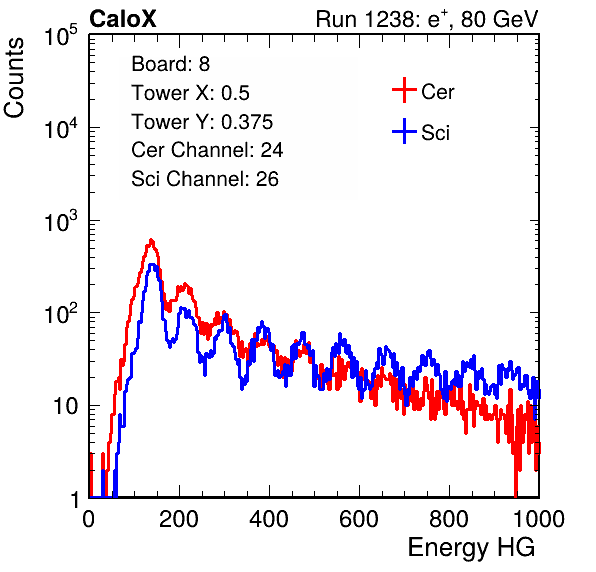 CaloX Run 1238: e⁺, 80 GeV
Counts
10⁵
10⁴
10³
10²
10
1
Board: 8
Tower X: 0.5
Tower Y: 0.375
Cer Channel: 24
Sci Channel: 26
Cer
Sci
0 200 400 600 800 1000
Energy HG